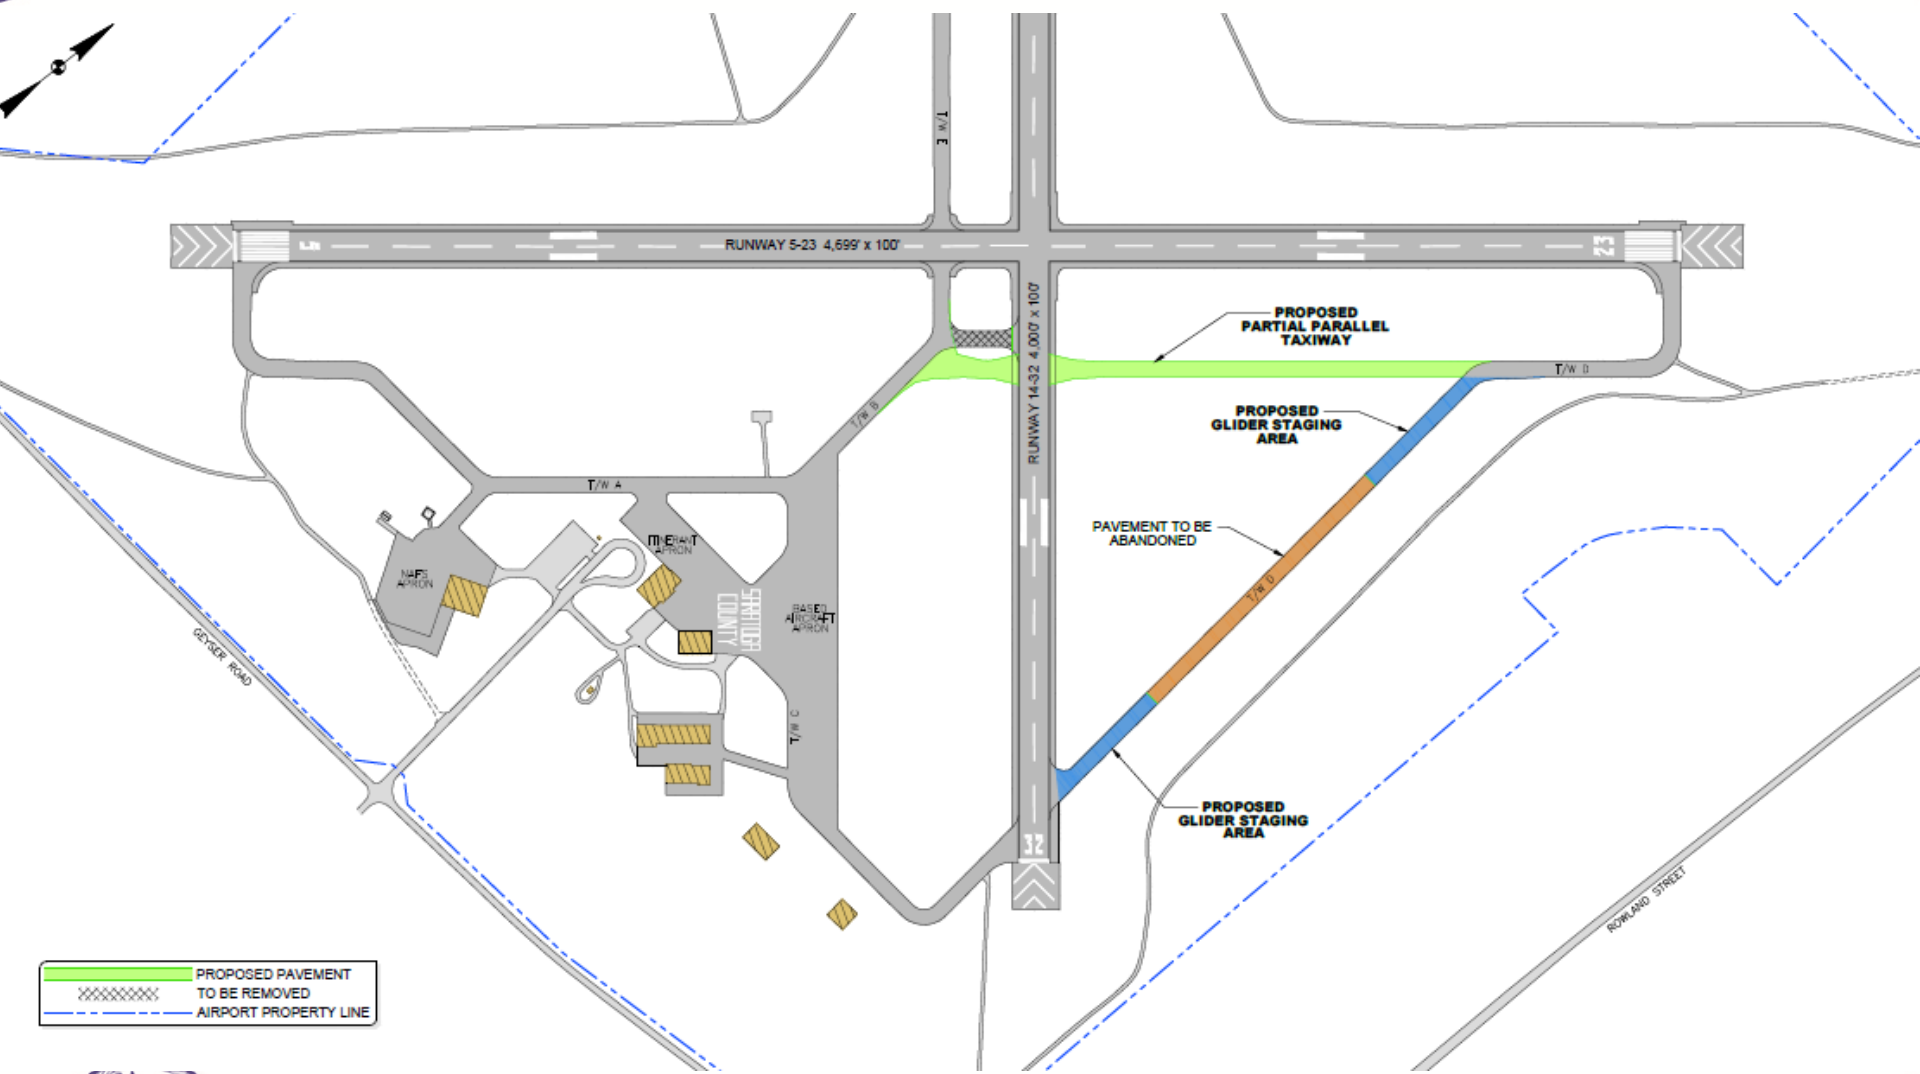 T/W E
RUNWAY 5-23 4,699' x 100'
5
23
RUNWAY 14-32 4,000' x 100'
PROPOSED
PARTIAL PARALLEL
TAXIWAY
T/W D
T/W B
PROPOSED
GLIDER STAGING
AREA
T/W A
PAVEMENT TO BE
ABANDONED
ITINERANT
APRON
NAFS
APRON
T/W D
SARATOGA
COUNTY
BASED
AIRCRAFT
APRON
GEYSER ROAD
T/W C
PROPOSED
GLIDER STAGING
AREA
32
ROWLAND STREET
PROPOSED PAVEMENT
TO BE REMOVED
AIRPORT PROPERTY LINE